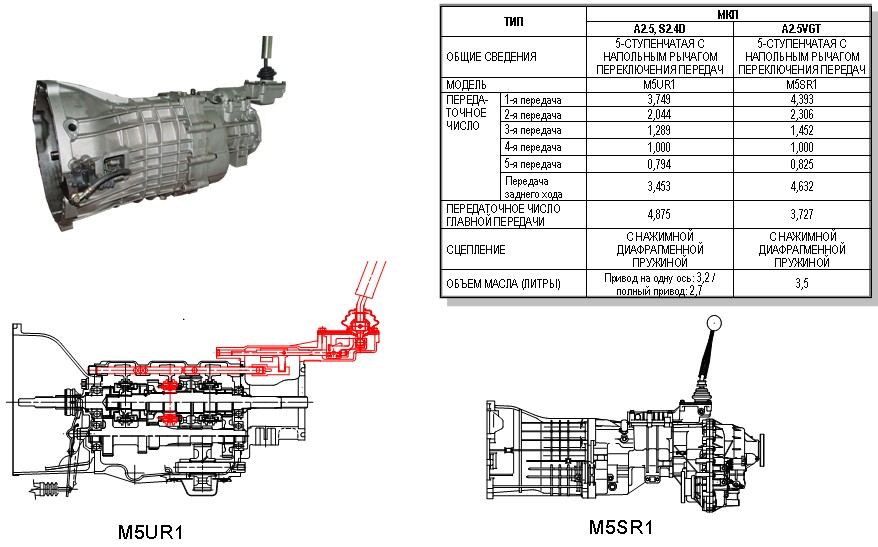 ТИП
МКП
A2.5, S2.4D
A2.5VGT
ОБЩИЕ СВЕДЕНИЯ
5-СТУПЕНЧАТАЯ С
НАПОЛЬНЫМ РЫЧАГОМ
ПЕРЕКЛЮЧЕНИЯ ПЕРЕДАЧ
5-СТУПЕНЧАТАЯ С
НАПОЛЬНЫМ РЫЧАГОМ
ПЕРЕКЛЮЧЕНИЯ ПЕРЕДАЧ
МОДЕЛЬ
M5UR1
M5SR1
ПЕРЕДА-
ТОЧНОЕ
ЧИСЛО
1-я передача
3,749
4,393
2-я передача
2,044
2,306
3-я передача
1,289
1,452
4-я передача
1,000
1,000
5-я передача
0,794
0,825
Передача
заднего хода
3,453
4,632
ПЕРЕДАТОЧНОЕ ЧИСЛО
ГЛАВНОЙ ПЕРЕДАЧИ
4,875
3,727
СЦЕПЛЕНИЕ
С НАЖИМНОЙ
ДИАФРАГМЕННОЙ
ПРУЖИНОЙ
С НАЖИМНОЙ
ДИАФРАГМЕННОЙ
ПРУЖИНОЙ
ОБЪЕМ МАСЛА (ЛИТРЫ)
Привод на одну ось: 3,2 /
полный привод: 2,7
3,5
M5UR1
M5SR1